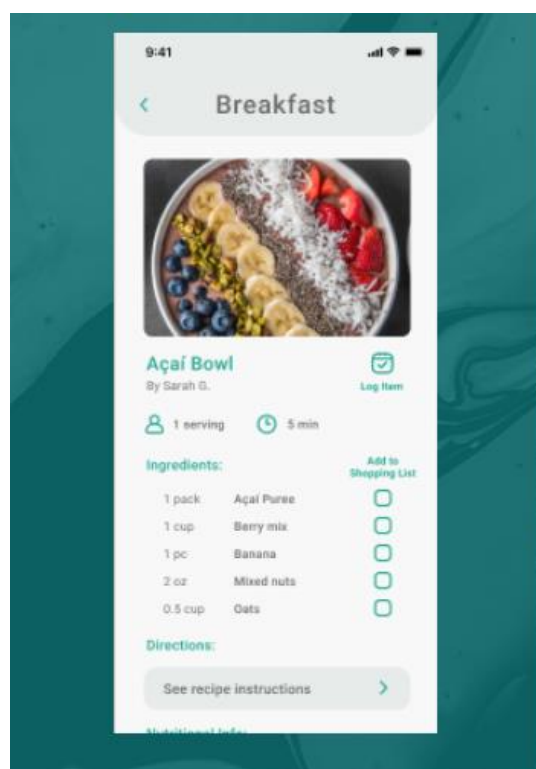 9:41
Breakfast
Açaí Bowl
By Sarah G.
Log Item
1 serving
5 min
Ingredients:
Add to
Shopping List
1 pack Açaí Puree
1 cup Berry mix
1 pc Banana
2 oz Mixed nuts
0.5 cup Oats
Directions:
See recipe instructions
Nutritional Info: